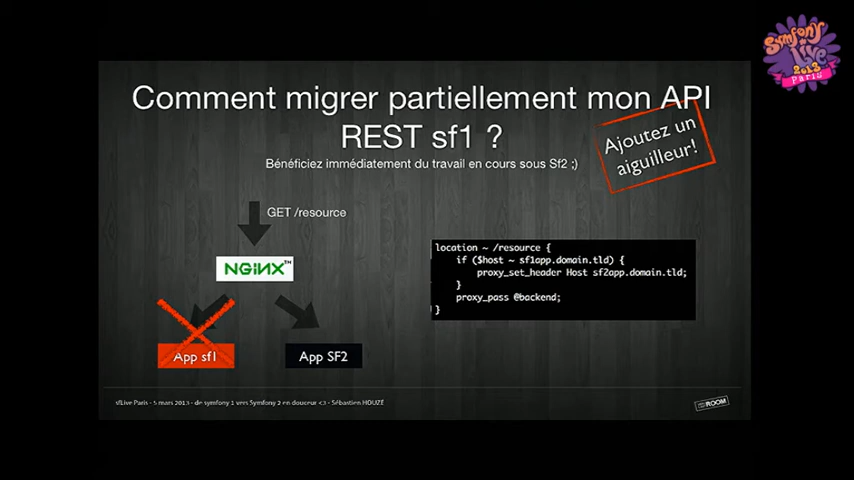 Symfony
Live
2013
Paris
Comment migrer partiellement mon API
REST sf1 ?
Ajoutez un
aiguilleur!
Bénéficiez immédiatement du travail en cours sous Sf2 ;)
GET /resource
NGiNX™
location ~ /resource {
if ($host ~ sf1app.domain.tld) {
proxy_set_header Host sf2app.domain.tld;
}
proxy_pass @backend;
}
App sf1
App SF2
sfLive Paris - 5 mars 2013 - de symfony 1 vers Symfony 2 en douceur <3 - Sébastien HOUZÉ
ROOM